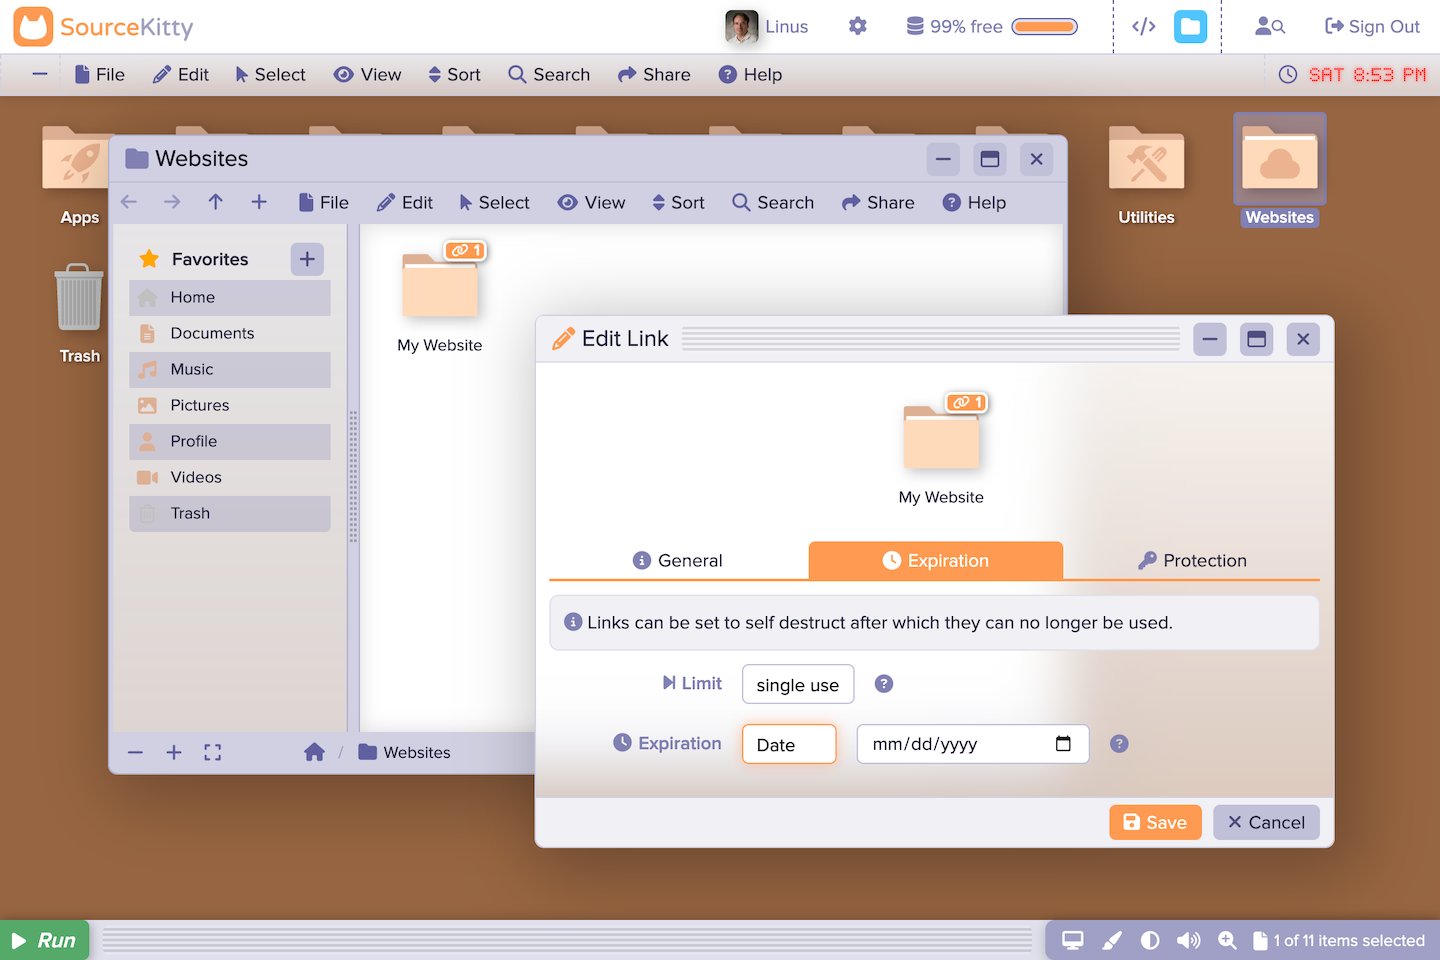 SourceKitty
Linus
99% free
Sign Out
File Edit Select View Sort Search Share Help
SAT 8:53 PM
Apps
Utilities
Websites
Trash
Websites
File Edit Select View Sort Search Share Help
Favorites
Home
Documents
Music
Pictures
Profile
Videos
Trash
1
My Website
/ Websites
Edit Link
1
My Website
General Expiration Protection
Links can be set to self destruct after which they can no longer be used.
Limit single use
Expiration Date mm/dd/yyyy
Save Cancel
Run
1 of 11 items selected